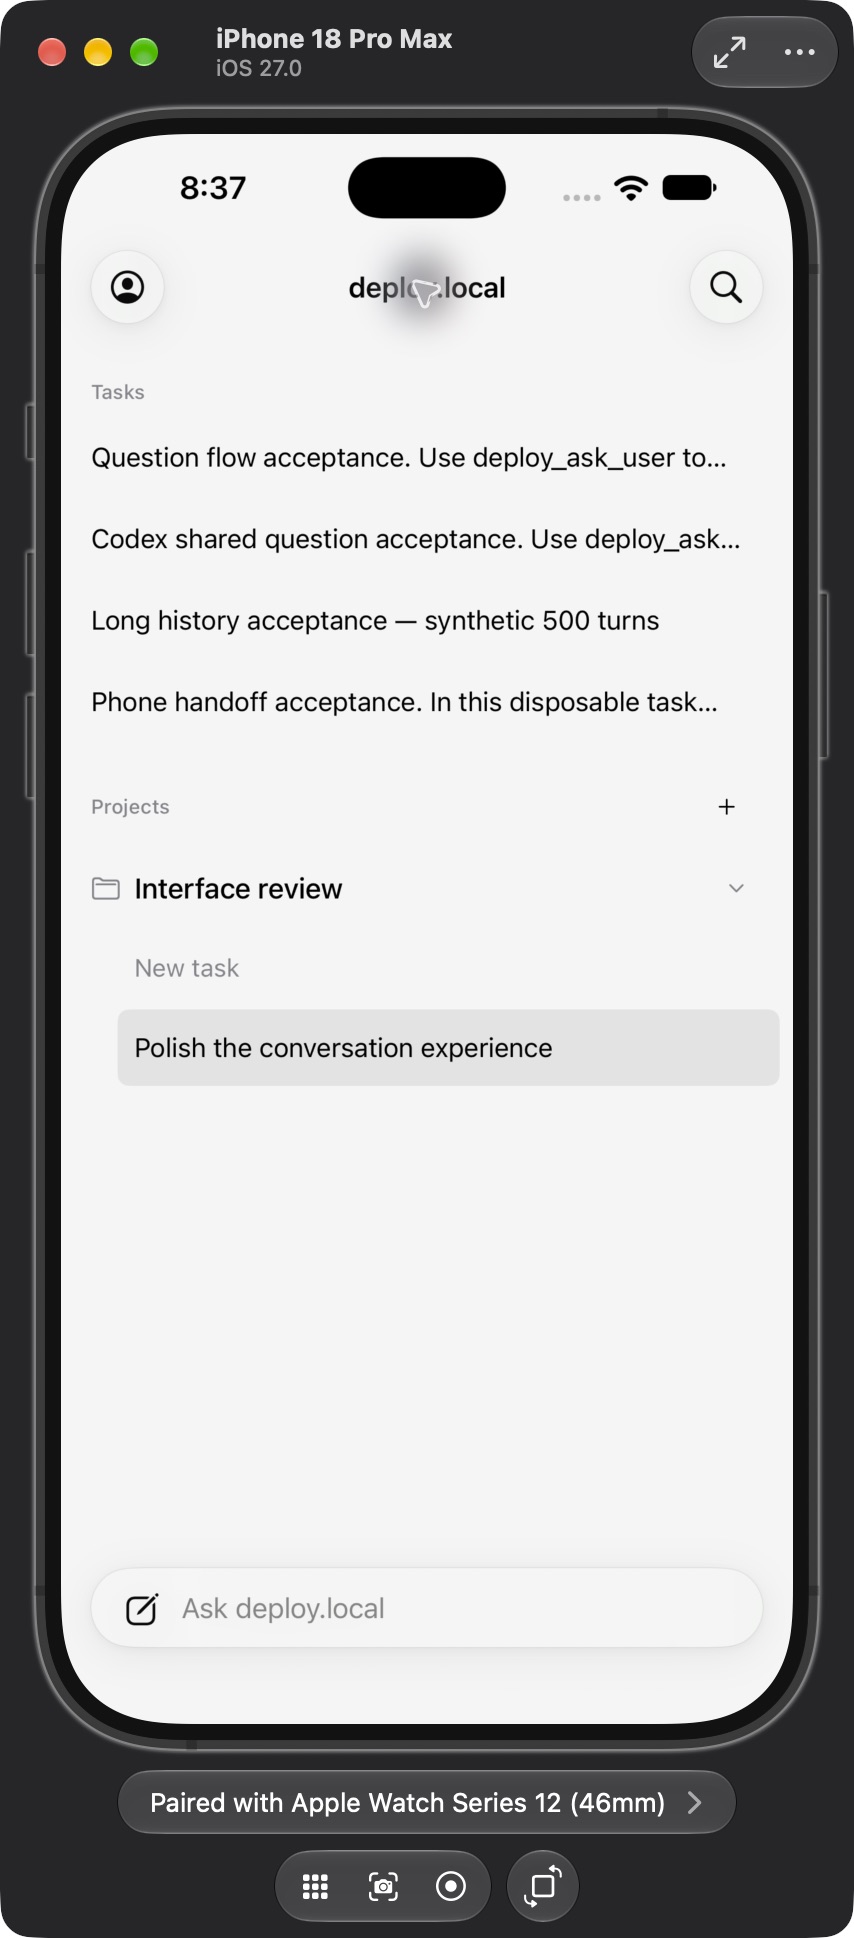 iPhone 18 Pro Max
iOS 27.0
8:37
deploy.local
Tasks
Question flow acceptance. Use deploy_ask_user to...
Codex shared question acceptance. Use deploy_ask...
Long history acceptance — synthetic 500 turns
Phone handoff acceptance. In this disposable task...
Projects
Interface review
New task
Polish the conversation experience
Ask deploy.local
Paired with Apple Watch Series 12 (46mm)